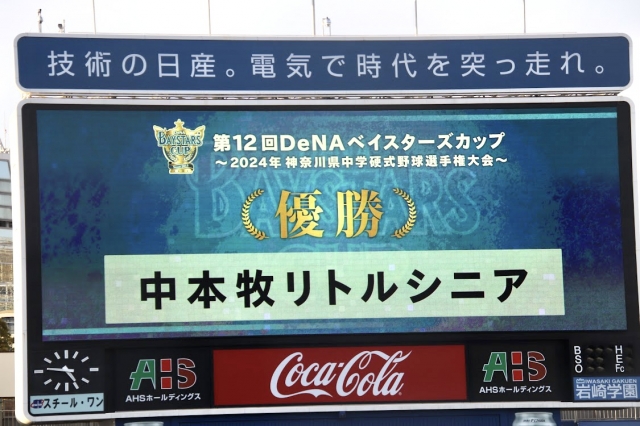 技術の日産。電気で時代を突っ走れ。
BAYSTARS CUP
第12回DeNAベイスターズカップ
～2024年 神奈川県中学硬式野球選手権大会～
優勝
中本牧リトルシニア
スチール・ワン
AHS
AHSホールディングス
Coca-Cola
AHS
AHSホールディングス
B H
S E
O Fc
IWASAKI GAKUEN
岩崎学園